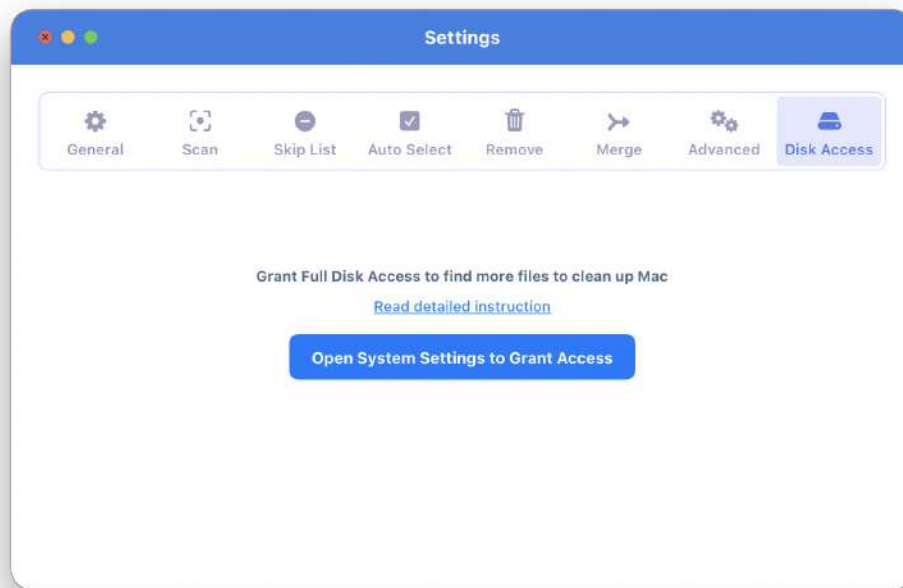 Settings
General
Scan
Skip List
Auto Select
Remove
Merge
Advanced
Disk Access
Grant Full Disk Access to find more files to clean up Mac
Read detailed instruction
Open System Settings to Grant Access